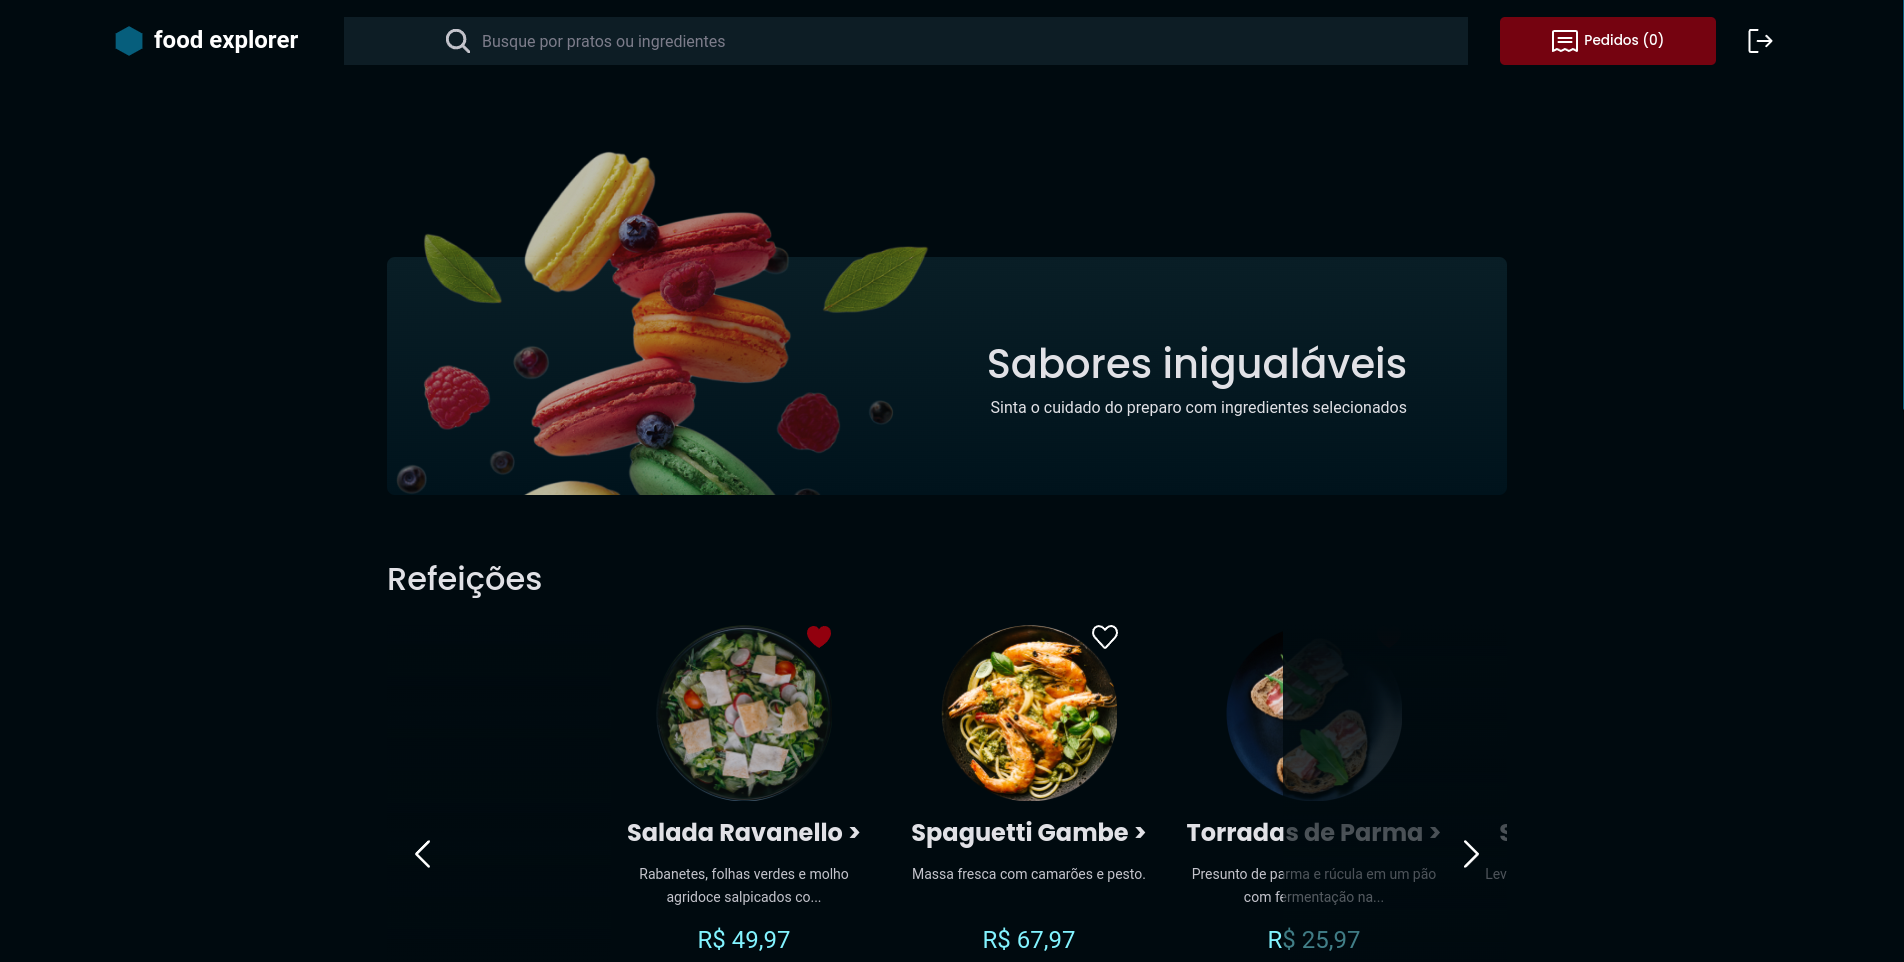 food explorer
Busque por pratos ou ingredientes
Pedidos (0)
Sabores inigualáveis
Sinta o cuidado do preparo com ingredientes selecionados
Refeições
Salada Ravanello >
Rabanetes, folhas verdes e molho
agridoce salpicados co...
R$ 49,97
Spaguetti Gambe >
Massa fresca com camarões e pesto.
R$ 67,97
Torradas de Parma >
Presunto de parma e rúcula em um pão
com fermentação na...
R$ 25,97
Lev